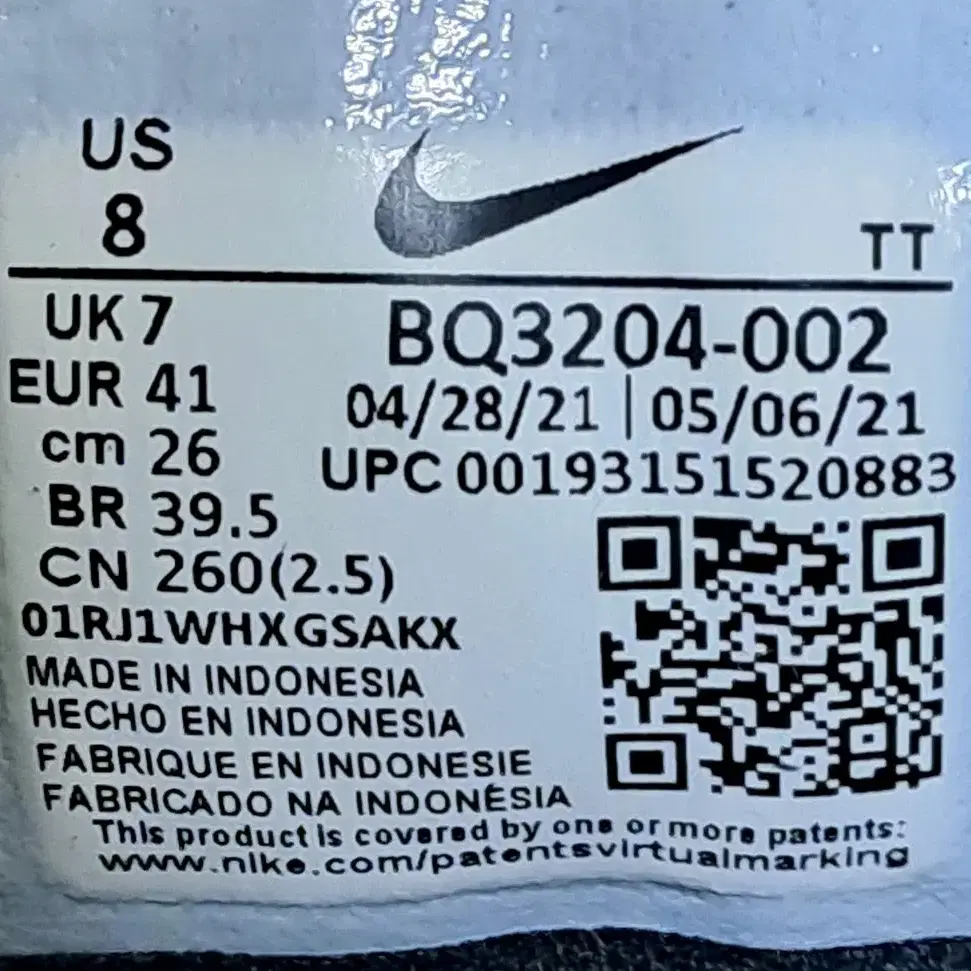 US
8
TT
UK 7
BQ3204-002
EUR 41
04/28/21 | 05/06/21
cm 26
UPC 00193151520883
BR 39.5
CN 260(2.5)
01RJ1WHXGSAKX
MADE IN INDONESIA
HECHO EN INDONESIA
FABRIQUE EN INDONESIE
FABRICADO NA INDONÉSIA
This product is covered by one or more patents:
www.nike.com/patentsvirtualmarking